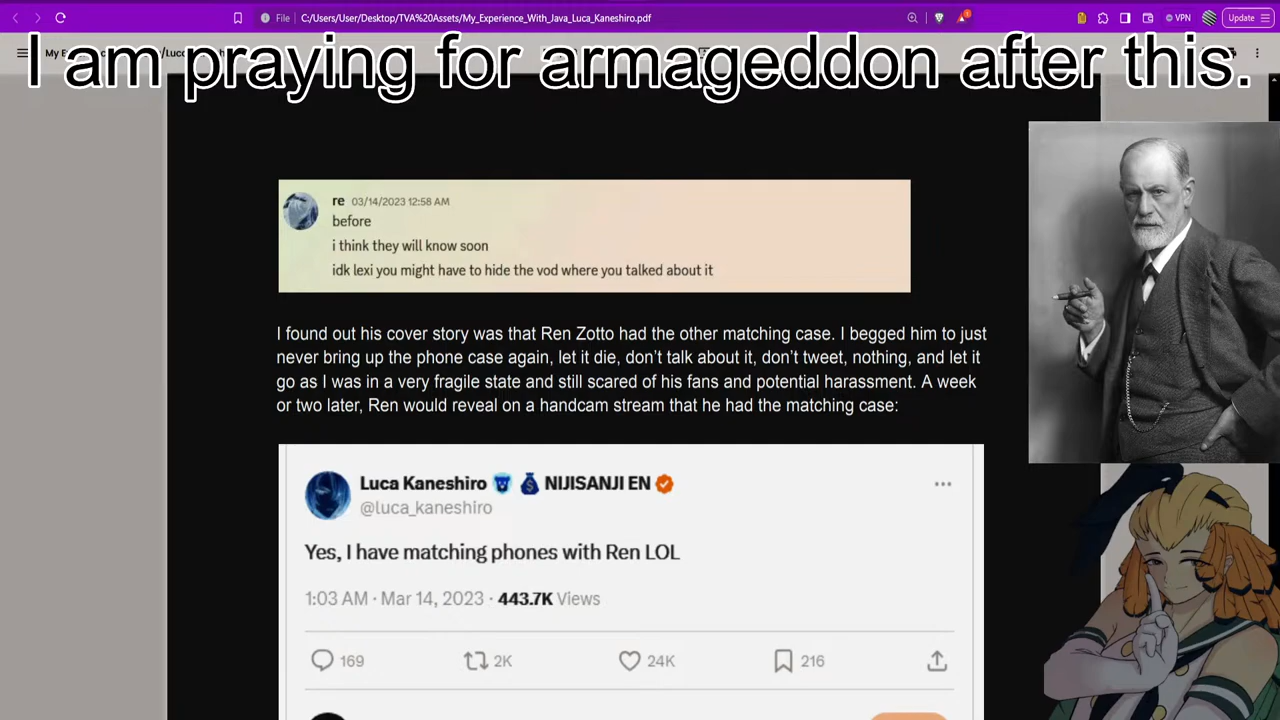 File
C:/Users/User/Desktop/TVA%20Assets/My_Experience_With_Java_Luca_Kaneshiro.pdf
VPN
Update
I am praying for armageddon after this.
re 03/14/2023 12:58 AM
before
i think they will know soon
idk lexi you might have to hide the vod where you talked about it
I found out his cover story was that Ren Zotto had the other matching case. I begged him to just
never bring up the phone case again, let it die, don’t talk about it, don’t tweet, nothing, and let it
go as I was in a very fragile state and still scared of his fans and potential harassment. A week
or two later, Ren would reveal on a handcam stream that he had the matching case:
Luca Kaneshiro NIJISANJI EN
@luca_kaneshiro
Yes, I have matching phones with Ren LOL
1:03 AM · Mar 14, 2023 · 443.7K Views
169 2K 24K 216